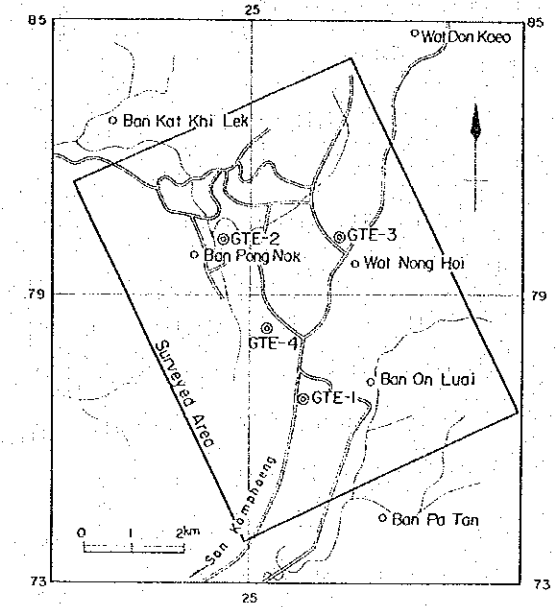 85
25
85
Wat Don Kaeo
Ban Kat Khi Lek
GTE-2
GTE-3
Ban Pong Nok
Wat Nong Hoi
79
79
GTE-4
Surveyed Area
Ban On Luai
GTE-1
San Kamphaeng
Ban Pa Tan
0 1 2km
73
25
73